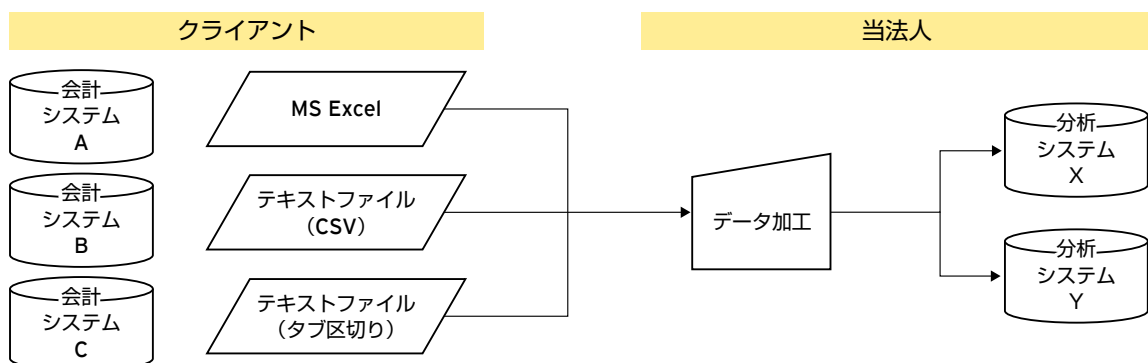 クライアント
当法人
会計
システム
A
MS Excel
会計
システム
B
テキストファイル
（CSV）
会計
システム
C
テキストファイル
（タブ区切り）
データ加工
分析
システム
X
分析
システム
Y